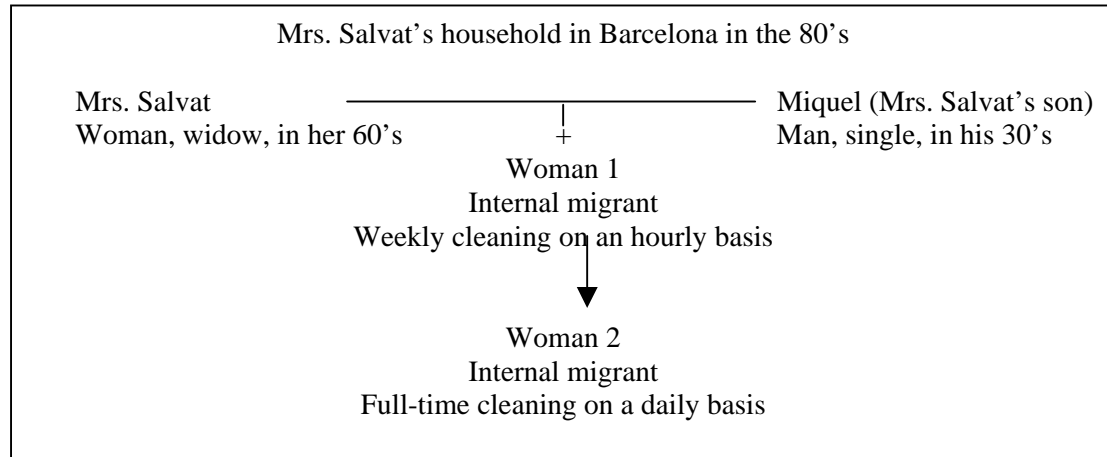 Mrs. Salvat’s household in Barcelona in the 80’s
Mrs. Salvat
Woman, widow, in her 60’s
Miquel (Mrs. Salvat’s son)
Man, single, in his 30’s
+
Woman 1
Internal migrant
Weekly cleaning on an hourly basis
Woman 2
Internal migrant
Full-time cleaning on a daily basis